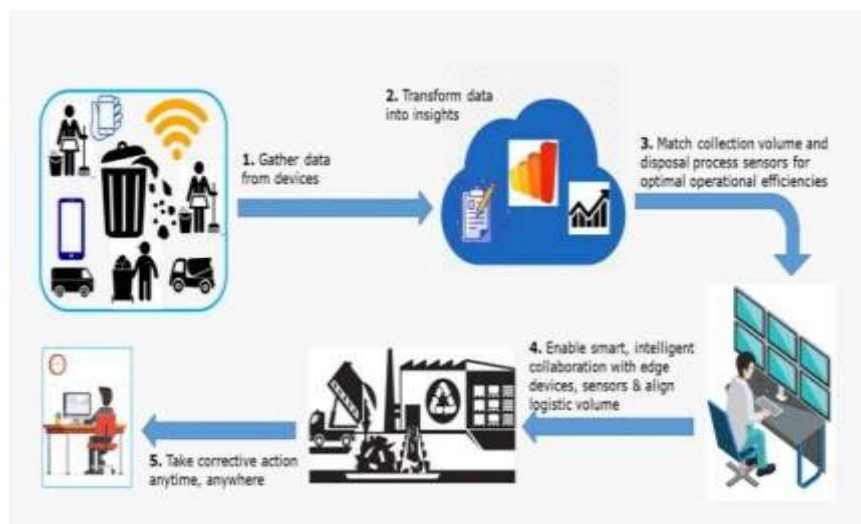 1. Gather data
from devices
2. Transform data
into insights
3. Match collection volume and
disposal process sensors for
optimal operational efficiencies
4. Enable smart, intelligent
collaboration with edge
devices, sensors & align
logistic volume
5. Take corrective action
anytime, anywhere